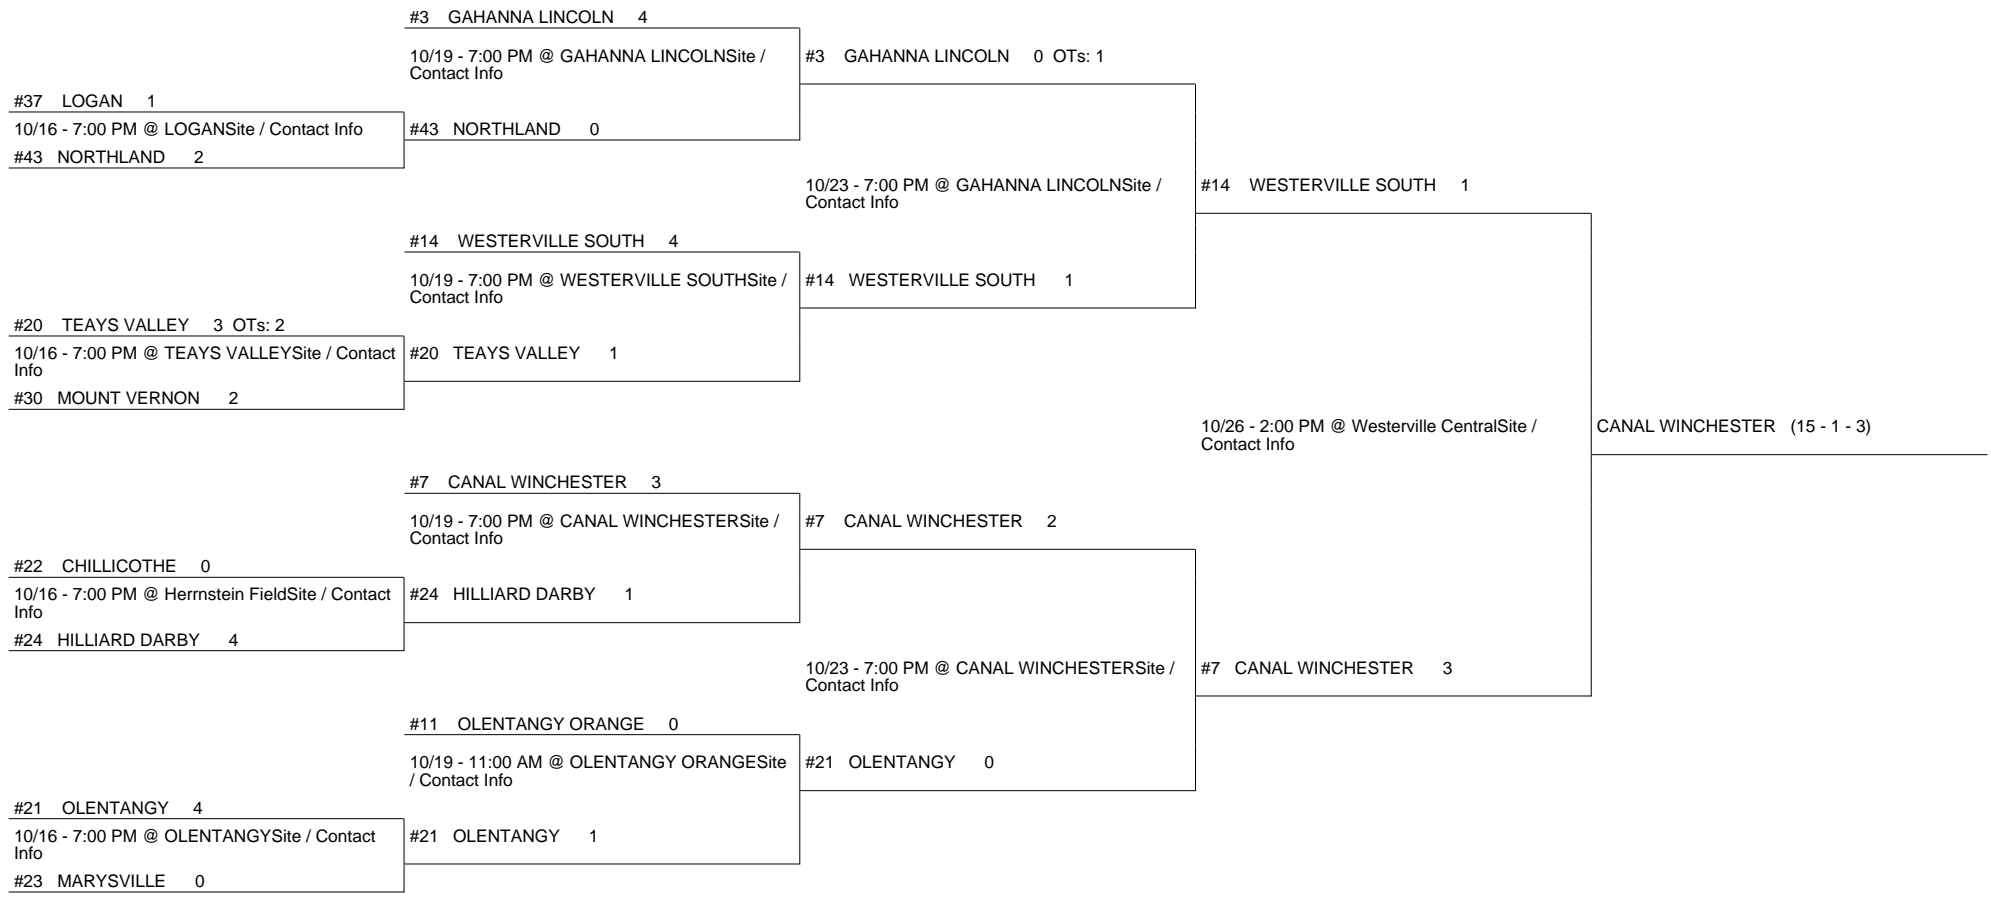 #3 GAHANNA LINCOLN 4
10/19 - 7:00 PM @ GAHANNA LINCOLNSite /
Contact Info
#3 GAHANNA LINCOLN 0 OTs: 1
#37 LOGAN 1
10/16 - 7:00 PM @ LOGANSite / Contact Info
#43 NORTHLAND 0
#43 NORTHLAND 2
10/23 - 7:00 PM @ GAHANNA LINCOLNSite /
Contact Info
#14 WESTERVILLE SOUTH 1
#14 WESTERVILLE SOUTH 4
10/19 - 7:00 PM @ WESTERVILLE SOUTHSite /
Contact Info
#14 WESTERVILLE SOUTH 1
#20 TEAYS VALLEY 3 OTs: 2
10/16 - 7:00 PM @ TEAYS VALLEYSite / Contact
Info
#20 TEAYS VALLEY 1
#30 MOUNT VERNON 2
10/26 - 2:00 PM @ Westerville CentralSite /
Contact Info
CANAL WINCHESTER (15 - 1 - 3)
#7 CANAL WINCHESTER 3
10/19 - 7:00 PM @ CANAL WINCHESTERSite /
Contact Info
#7 CANAL WINCHESTER 2
#22 CHILLICOTHE 0
10/16 - 7:00 PM @ Herrnstein FieldSite / Contact
Info
#24 HILLIARD DARBY 1
#24 HILLIARD DARBY 4
10/23 - 7:00 PM @ CANAL WINCHESTERSite /
Contact Info
#7 CANAL WINCHESTER 3
#11 OLENTANGY ORANGE 0
10/19 - 11:00 AM @ OLENTANGY ORANGESite
/ Contact Info
#21 OLENTANGY 0
#21 OLENTANGY 4
10/16 - 7:00 PM @ OLENTANGYSite / Contact
Info
#21 OLENTANGY 1
#23 MARYSVILLE 0